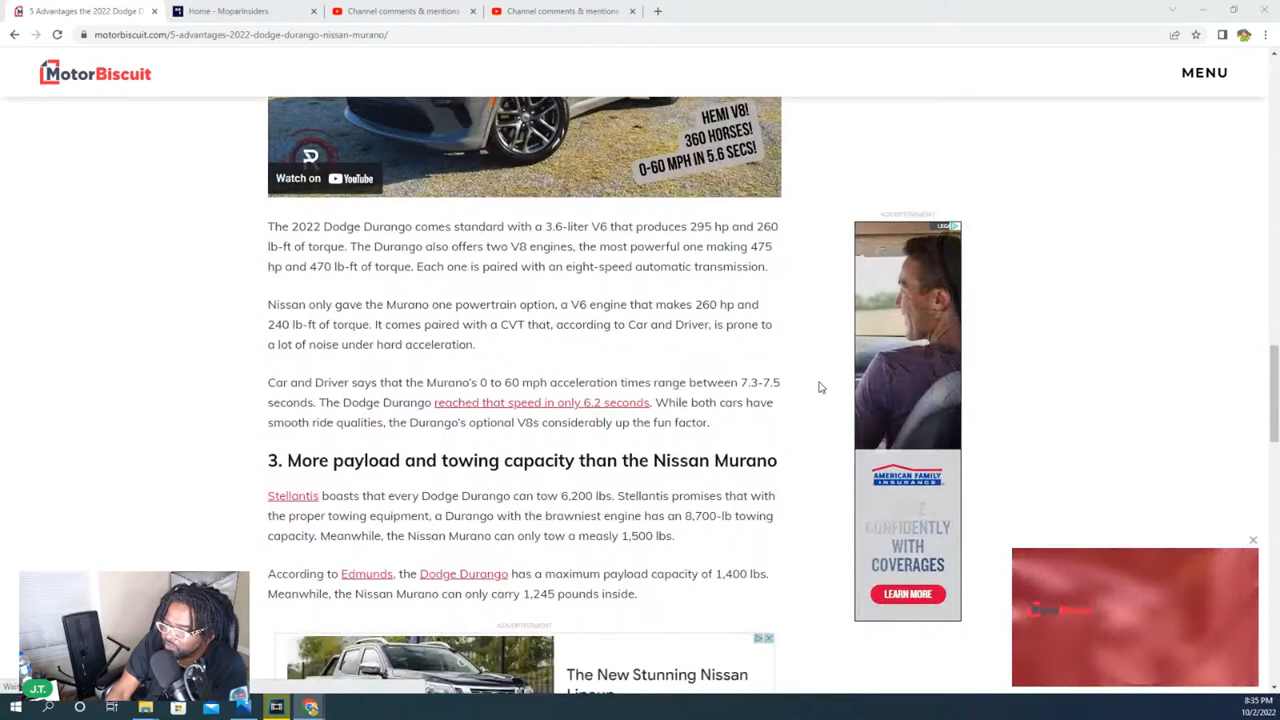 5 Advantages the 2022 Dodge D
Home - MoparInsiders
Channel comments & mentions
Channel comments & mentions
motorbiscuit.com/5-advantages-2022-dodge-durango-nissan-murano/
MotorBiscuit
MENU
HEMI V8!
360 HORSES!
0-60 MPH IN 5.6 SECS!
Watch on YouTube
The 2022 Dodge Durango comes standard with a 3.6-liter V6 that produces 295 hp and 260
lb-ft of torque. The Durango also offers two V8 engines, the most powerful one making 475
hp and 470 lb-ft of torque. Each one is paired with an eight-speed automatic transmission.
Nissan only gave the Murano one powertrain option, a V6 engine that makes 260 hp and
240 lb-ft of torque. It comes paired with a CVT that, according to Car and Driver, is prone to
a lot of noise under hard acceleration.
Car and Driver says that the Murano's 0 to 60 mph acceleration times range between 7.3-7.5
seconds. The Dodge Durango reached that speed in only 6.2 seconds. While both cars have
smooth ride qualities, the Durango's optional V8s considerably up the fun factor.
3. More payload and towing capacity than the Nissan Murano
Stellantis boasts that every Dodge Durango can tow 6,200 lbs. Stellantis promises that with
the proper towing equipment, a Durango with the brawniest engine has an 8,700-lb towing
capacity. Meanwhile, the Nissan Murano can only tow a measly 1,500 lbs.
According to Edmunds, the Dodge Durango has a maximum payload capacity of 1,400 lbs.
Meanwhile, the Nissan Murano can only carry 1,245 pounds inside.
ADVERTISEMENT
The New Stunning Nissan
Lineup
ADVERTISEMENT
LEGAL
AMERICAN FAMILY
INSURANCE
CONFIDENTLY
WITH
COVERAGES
LEARN MORE
MotorBiscuit
J.T.
8:35 PM
10/2/2022